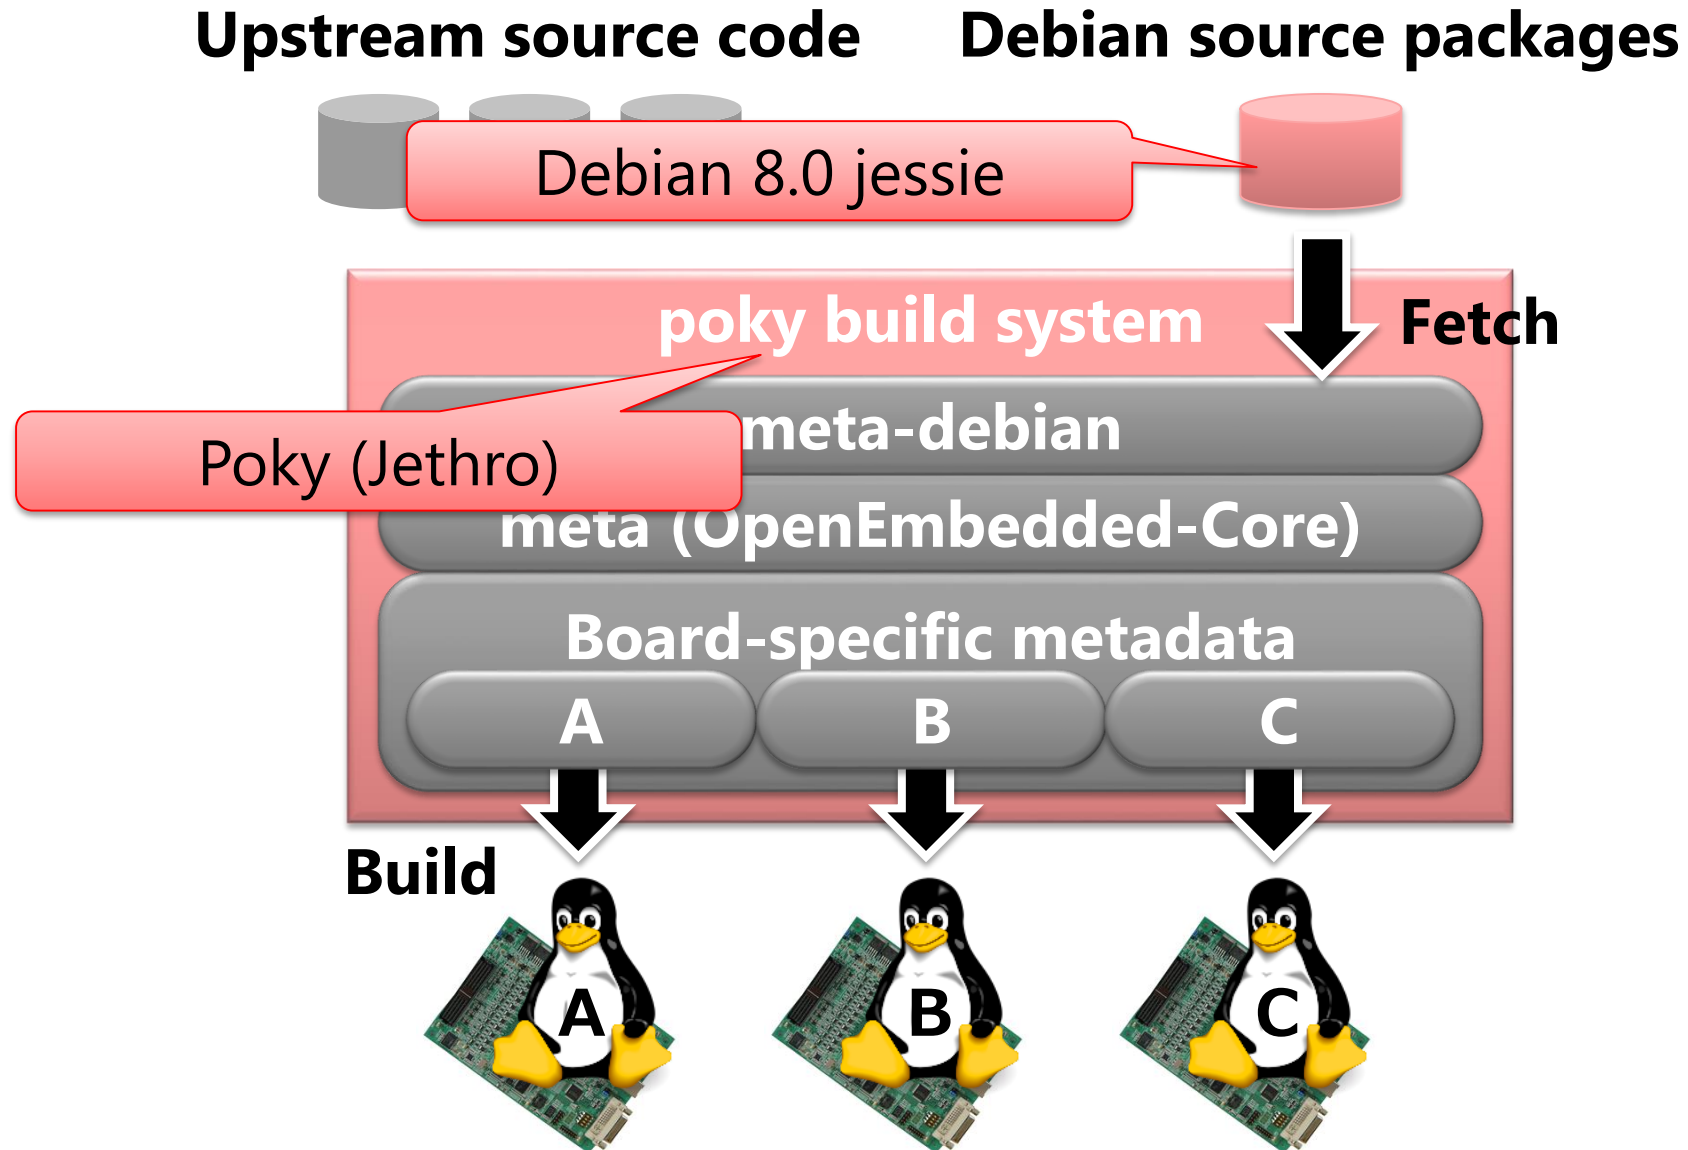 Upstream source code
Debian source packages
Debian 8.0 jessie
poky build system
Fetch
meta-debian
Poky (Jethro)
meta (OpenEmbedded-Core)
Board-specific metadata
A
B
C
Build
A
B
C